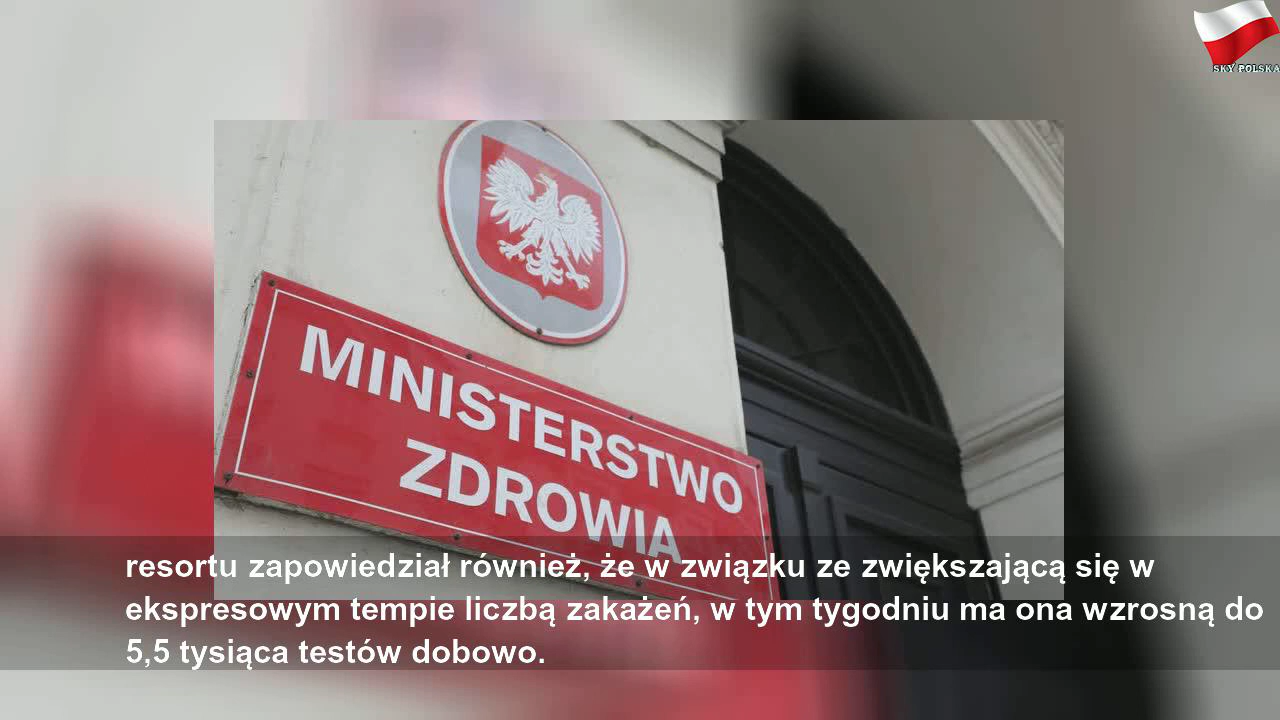 SKY POLSKA
MINISTERSTWO
ZDROWIA
resortu zapowiedział również, że w związku ze zwiększającą się w
ekspresowym tempie liczbą zakażeń, w tym tygodniu ma ona wzrosną do
5,5 tysiąca testów dobowo.